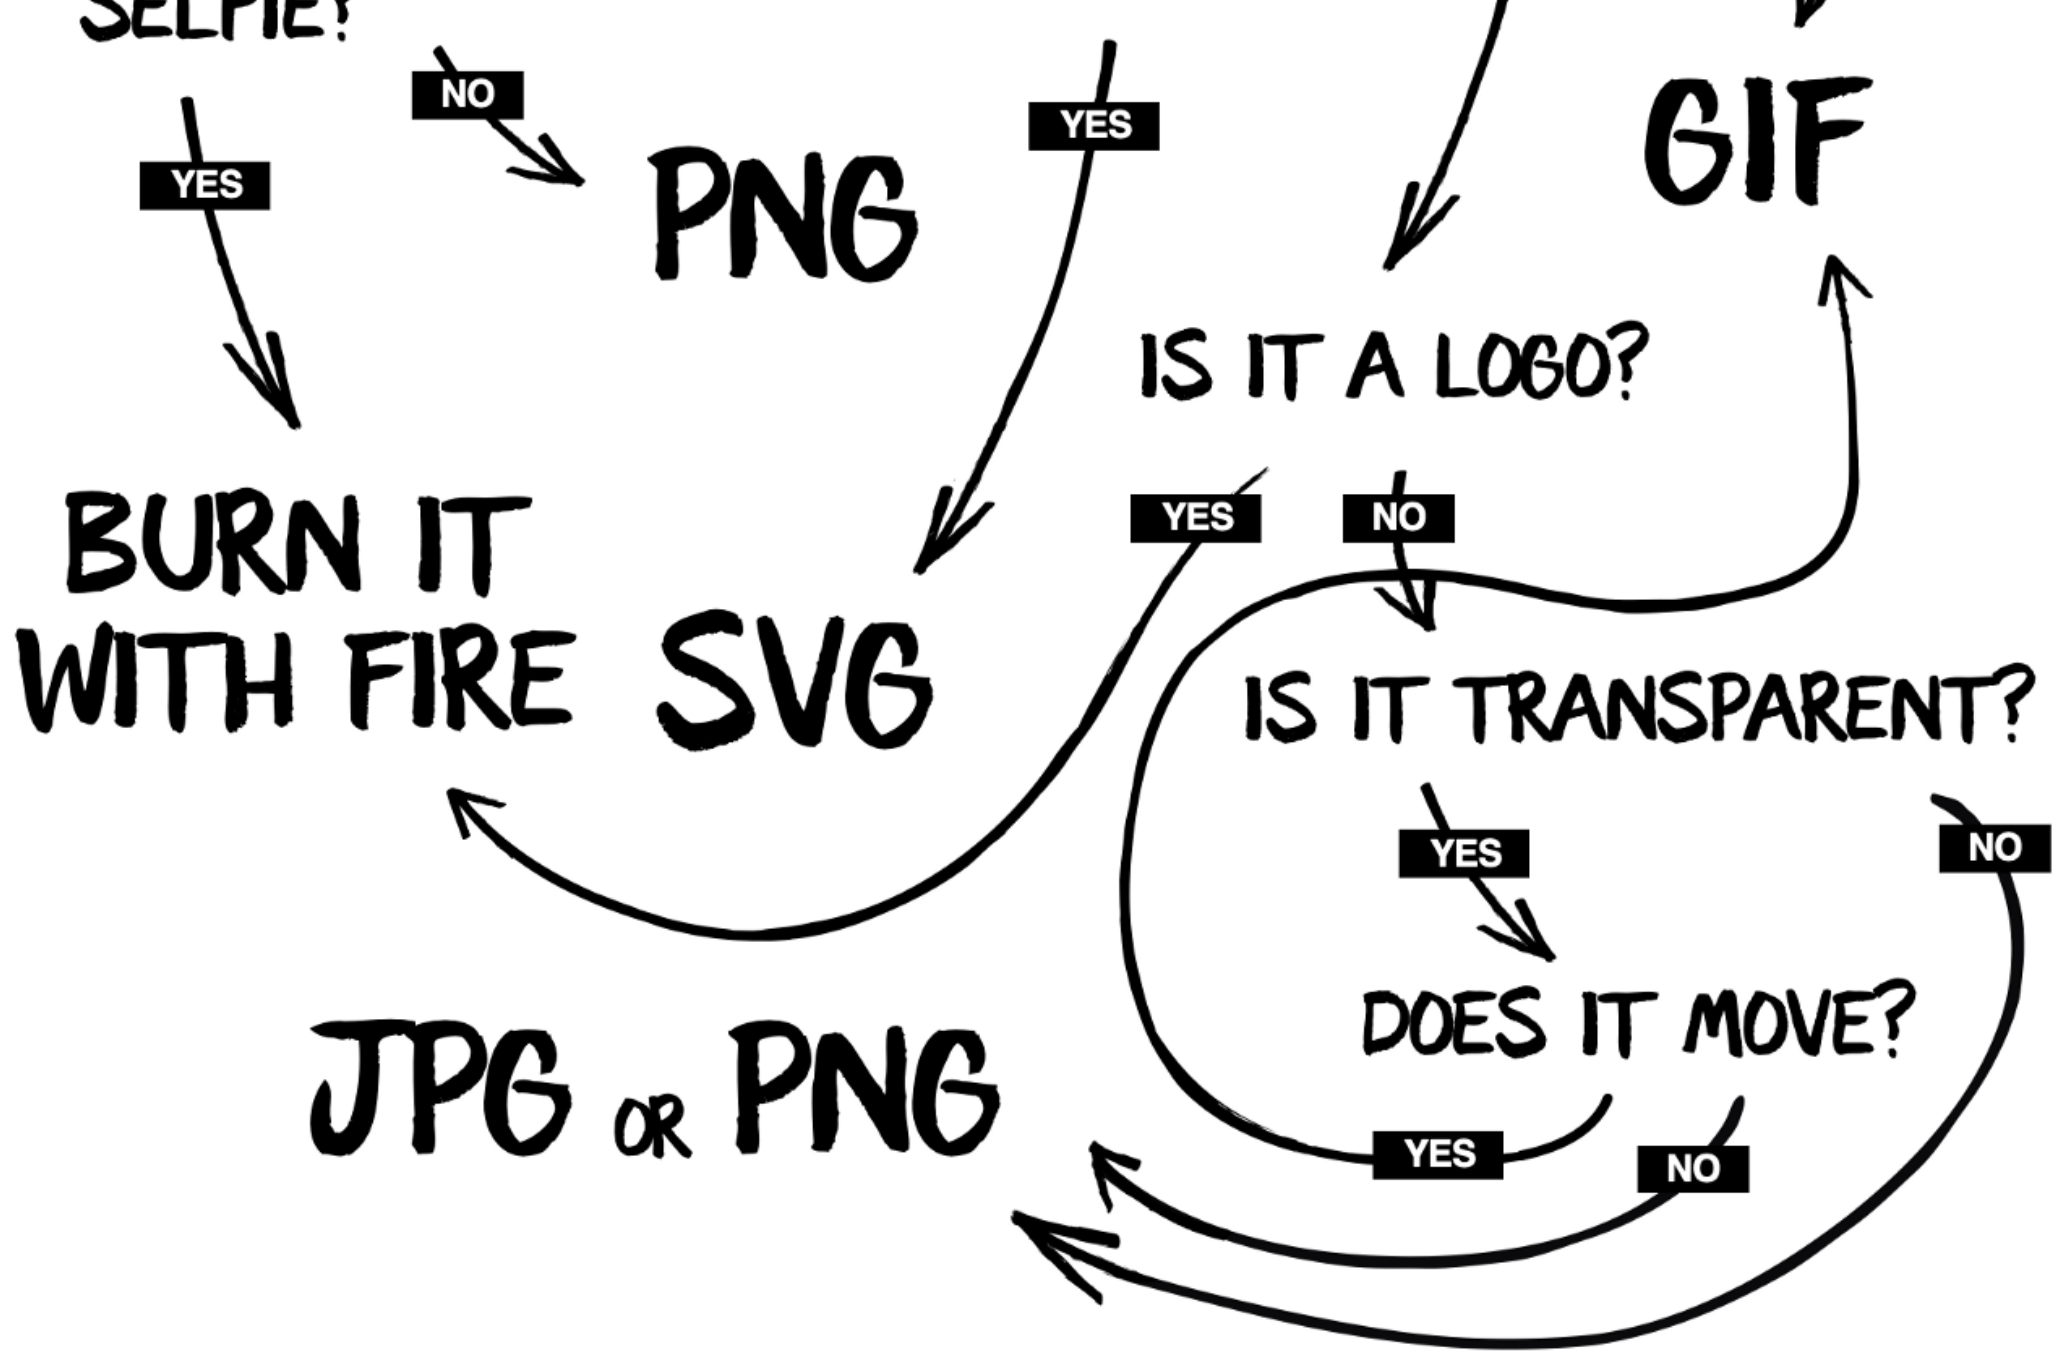 SELFIE?
NO
YES
PNG
YES
GIF
IS IT A LOGO?
YES
NO
BURN IT
WITH FIRE
SVG
IS IT TRANSPARENT?
YES
NO
DOES IT MOVE?
JPG OR PNG
YES
NO